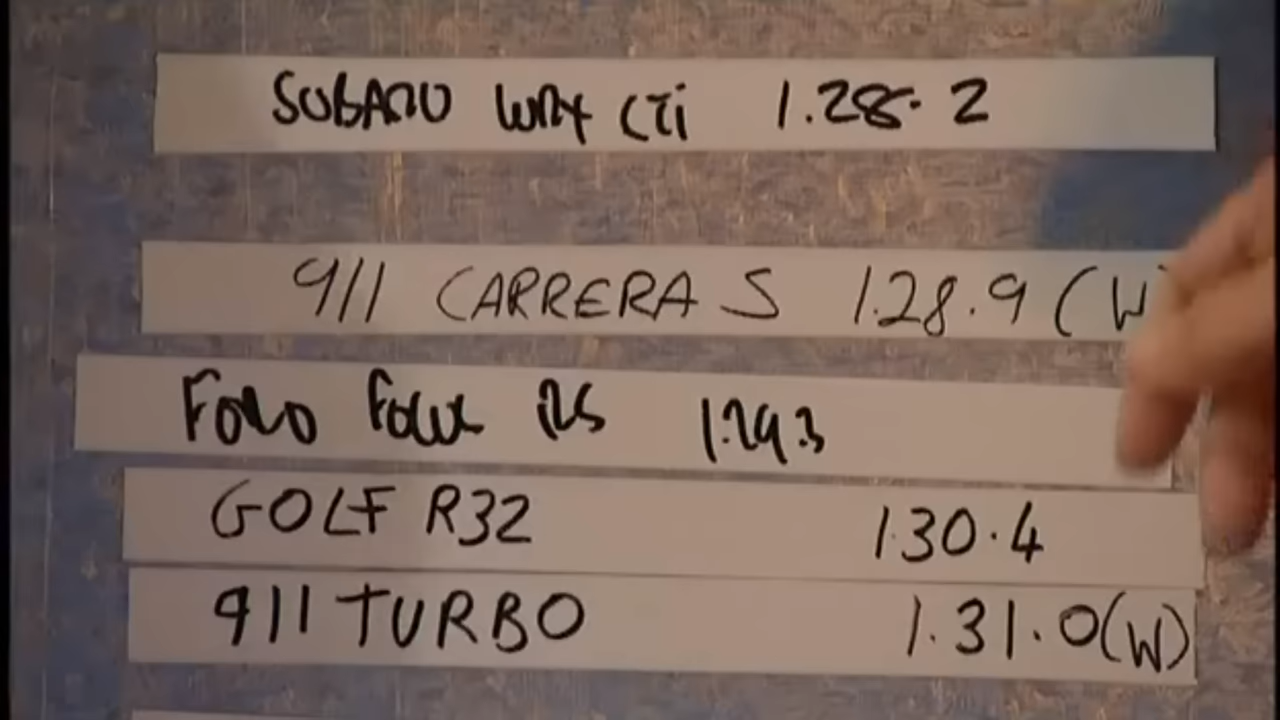 SUBARU WRX STi 1.28.2
911 CARRERA S 1.28.9 (W
FORD FOCUS RS 1.29.3
GOLF R32 1.30.4
911 TURBO 1.31.0(W)